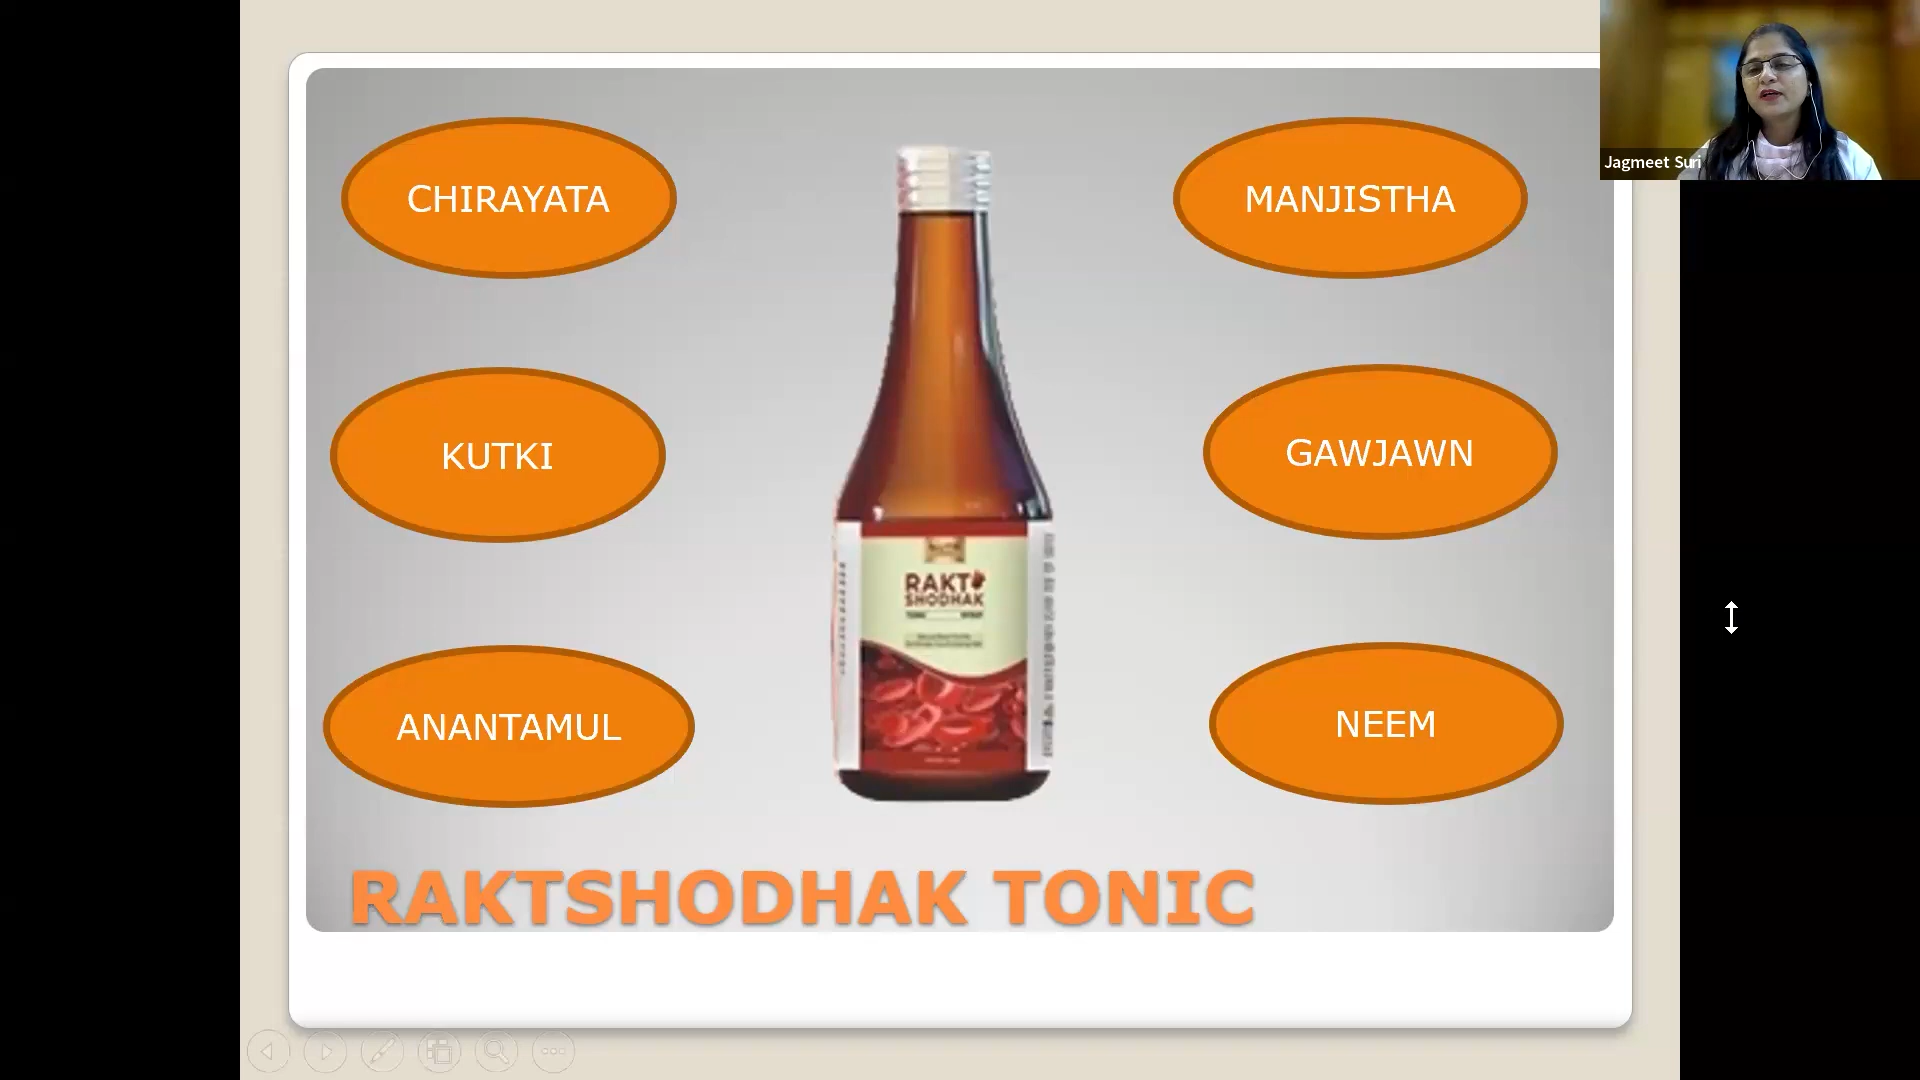 CHIRAYATA
MANJISTHA
Jagmeet Suri
KUTKI
GAWJAWN
RAKT
SHODHAK
ANANTAMUL
NEEM
RAKTSHODHAK TONIC